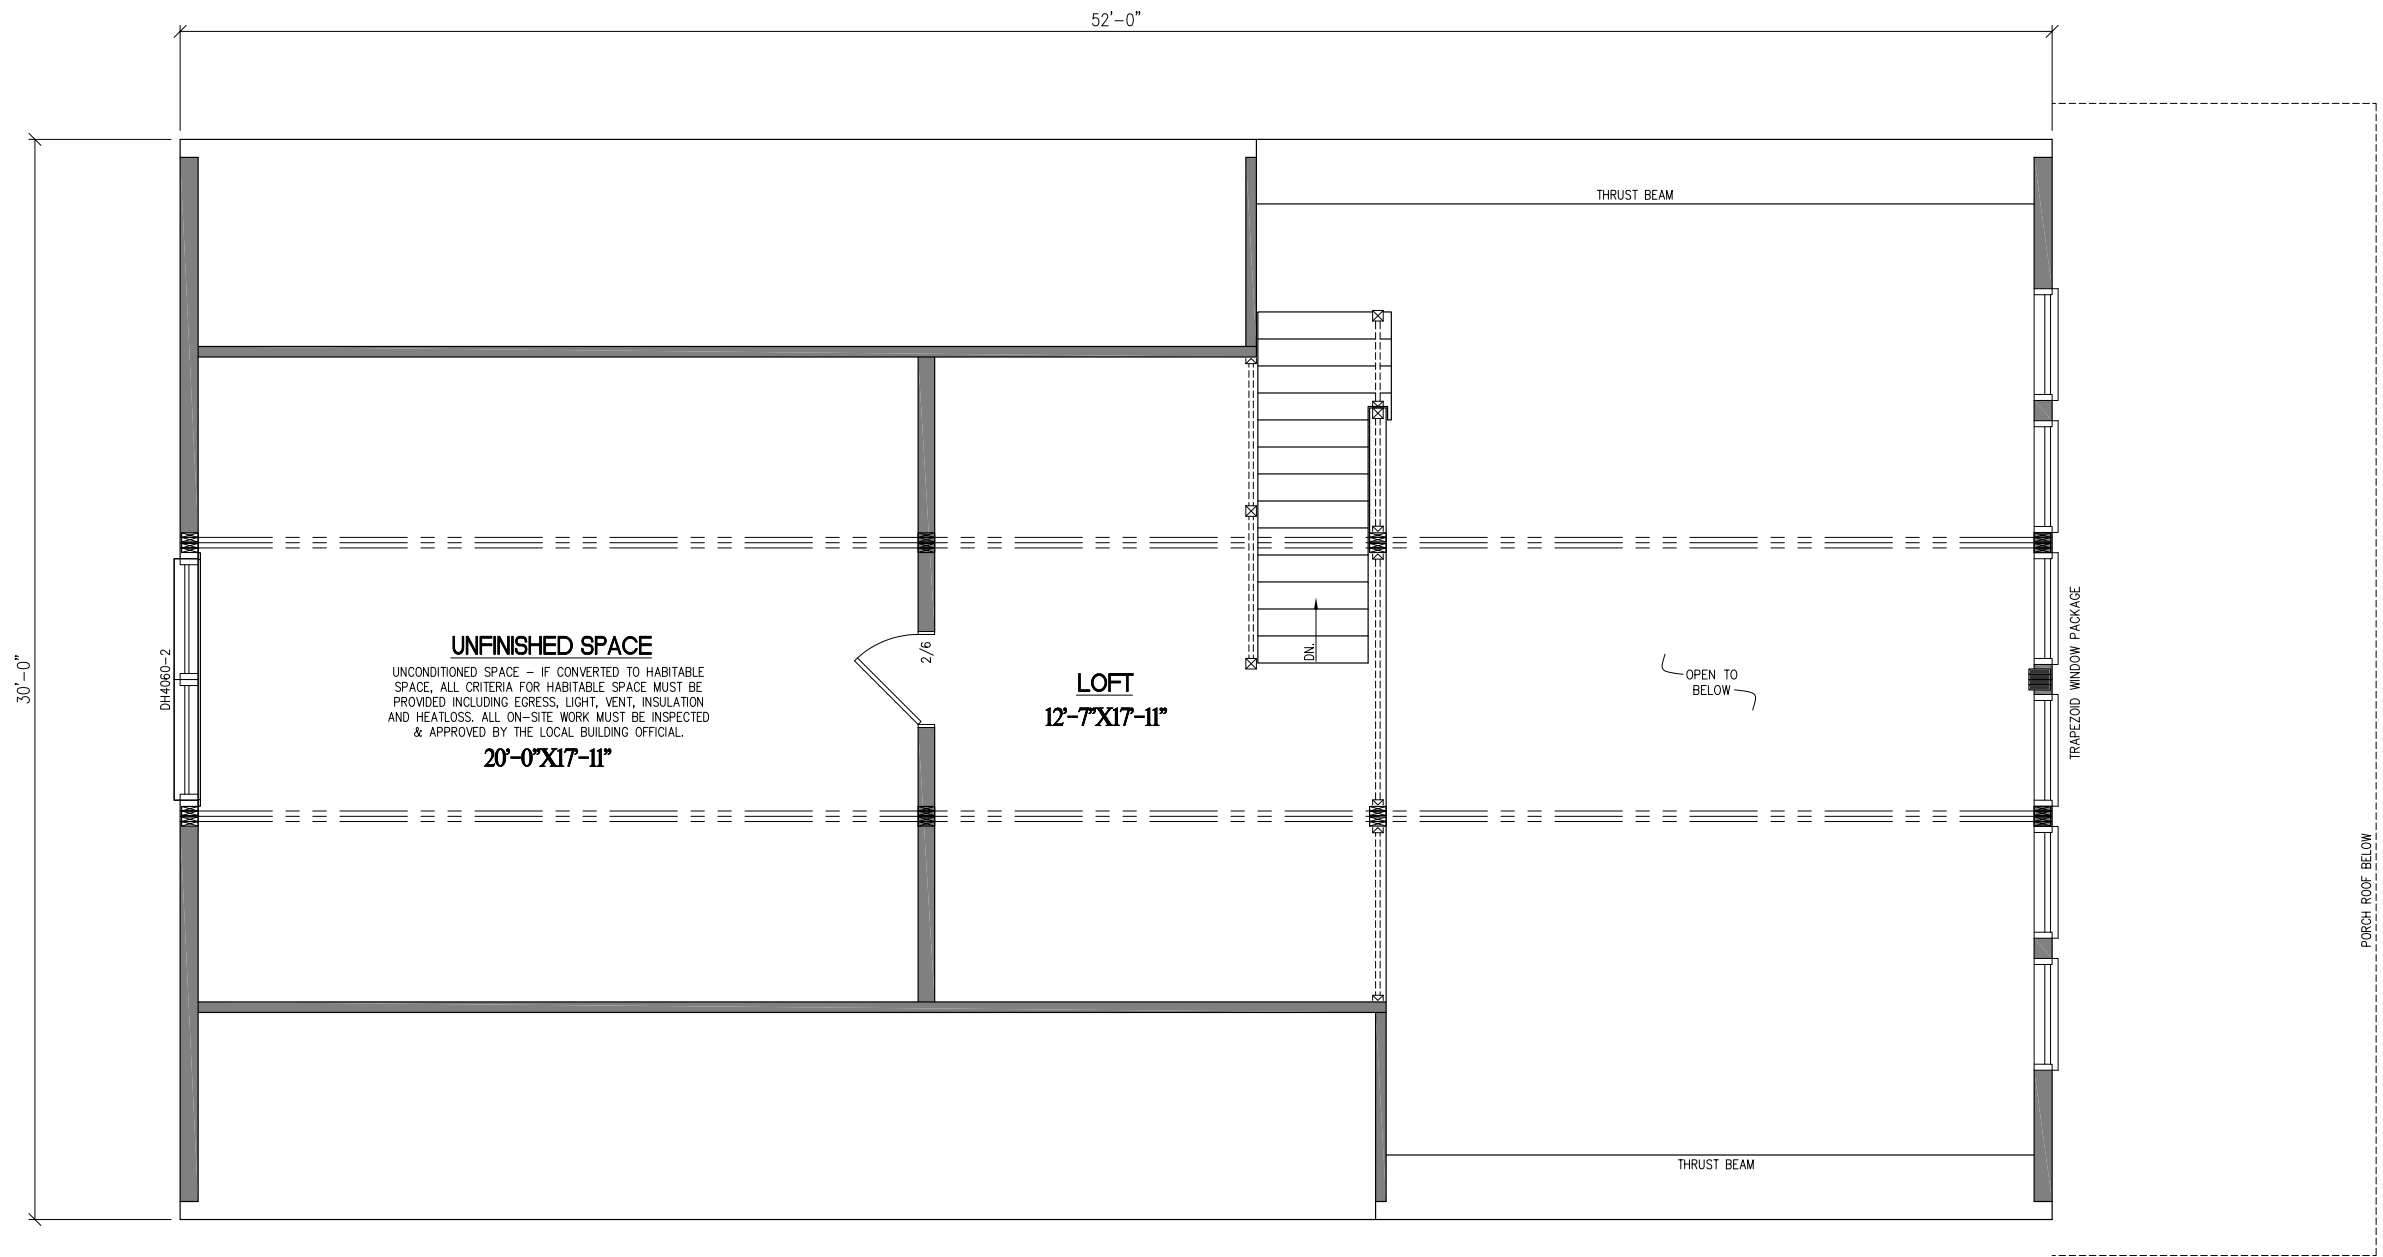 52'-0"
THRUST BEAM
30'-0"
DH4060-2
UNFINISHED SPACE
UNCONDITIONED SPACE – IF CONVERTED TO HABITABLE
SPACE, ALL CRITERIA FOR HABITABLE SPACE MUST BE
PROVIDED INCLUDING EGRESS, LIGHT, VENT, INSULATION
AND HEATLOSS. ALL ON-SITE WORK MUST BE INSPECTED
& APPROVED BY THE LOCAL BUILDING OFFICIAL.
20'-0"X17'-11"
2/6
LOFT
12'-7"X17'-11"
DN.
OPEN TO
BELOW
TRAPEZOID WINDOW PACKAGE
PORCH ROOF BELOW
THRUST BEAM